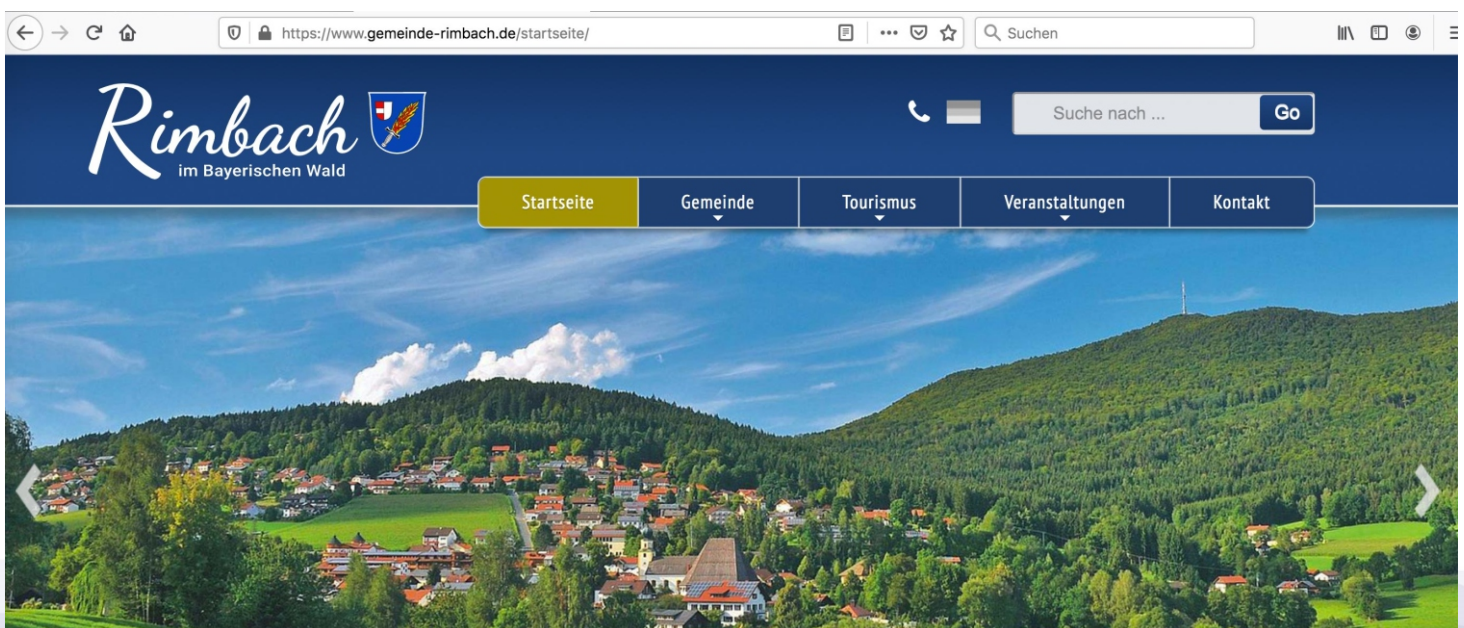 https://www.gemeinde-rimbach.de/startseite/
Suchen
Rimbach
im Bayerischen Wald
Suche nach ...
Go
Startseite
Gemeinde
Tourismus
Veranstaltungen
Kontakt